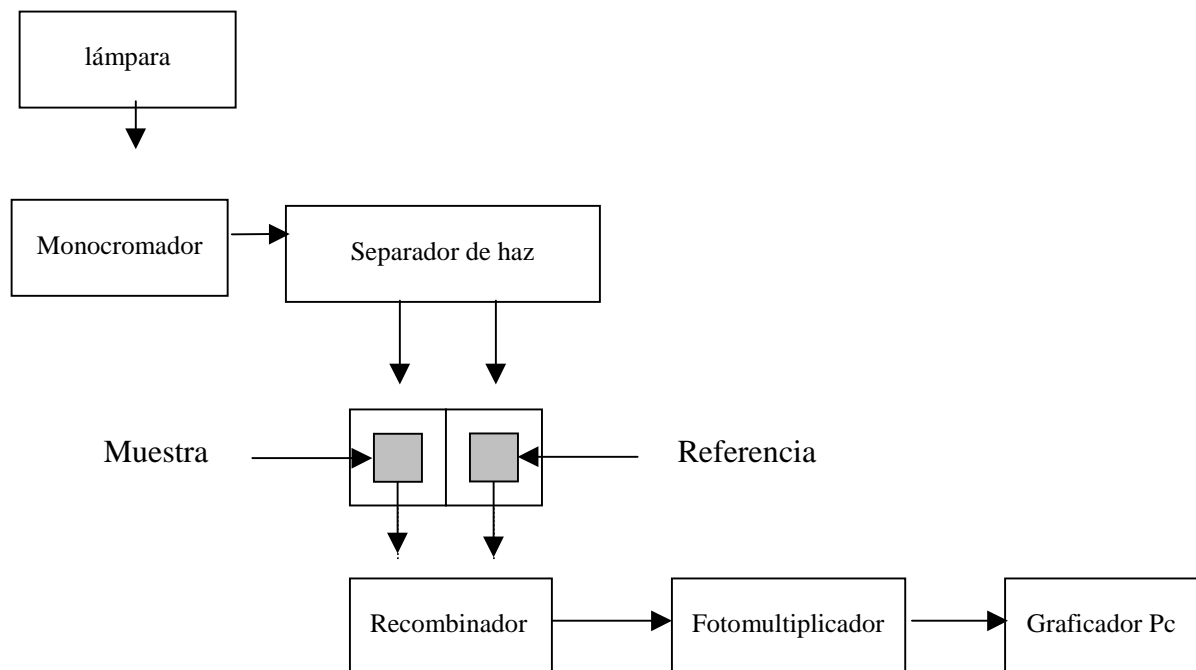 lámpara
Monocromador
Separador de haz
Muestra
Referencia
Recombinador
Fotomultiplicador
Graficador Pc